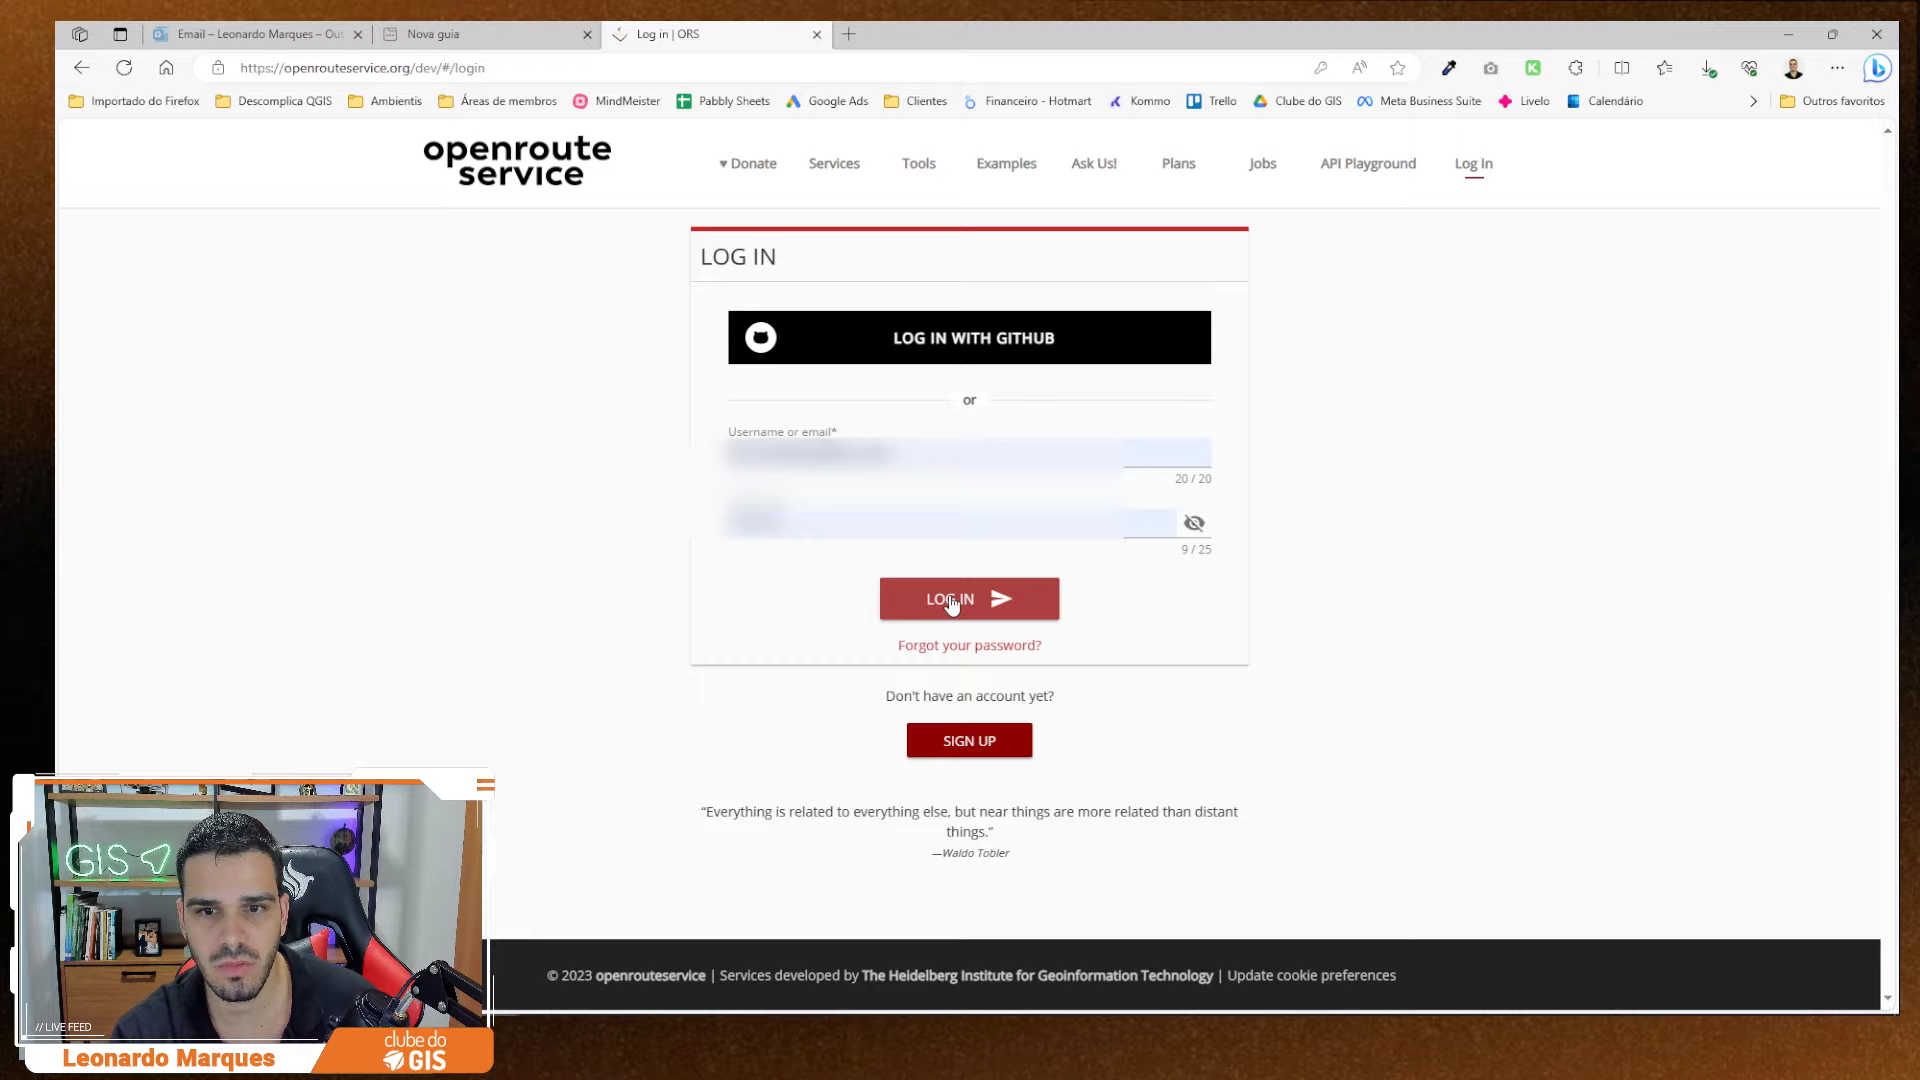 Email – Leonardo Marques – Out
Nova guia
Log in | ORS
https://openrouteservice.org/dev/#/login
Importado do Firefox
Descomplica QGIS
Ambientis
Áreas de membros
MindMeister
Pabbly Sheets
Google Ads
Clientes
Financeiro - Hotmart
Kommo
Trello
Clube do GIS
Meta Business Suite
Livelo
Calendário
Outros favoritos
openroute
service
♥ Donate
Services
Tools
Examples
Ask Us!
Plans
Jobs
API Playground
Log In
LOG IN
LOG IN WITH GITHUB
or
Username or email*
20 / 20
9 / 25
LOG IN
Forgot your password?
Don't have an account yet?
SIGN UP
“Everything is related to everything else, but near things are more related than distant
things.”
—Waldo Tobler
© 2023 openrouteservice | Services developed by The Heidelberg Institute for Geoinformation Technology | Update cookie preferences
GIS
// LIVE FEED
Leonardo Marques
clube do
GIS